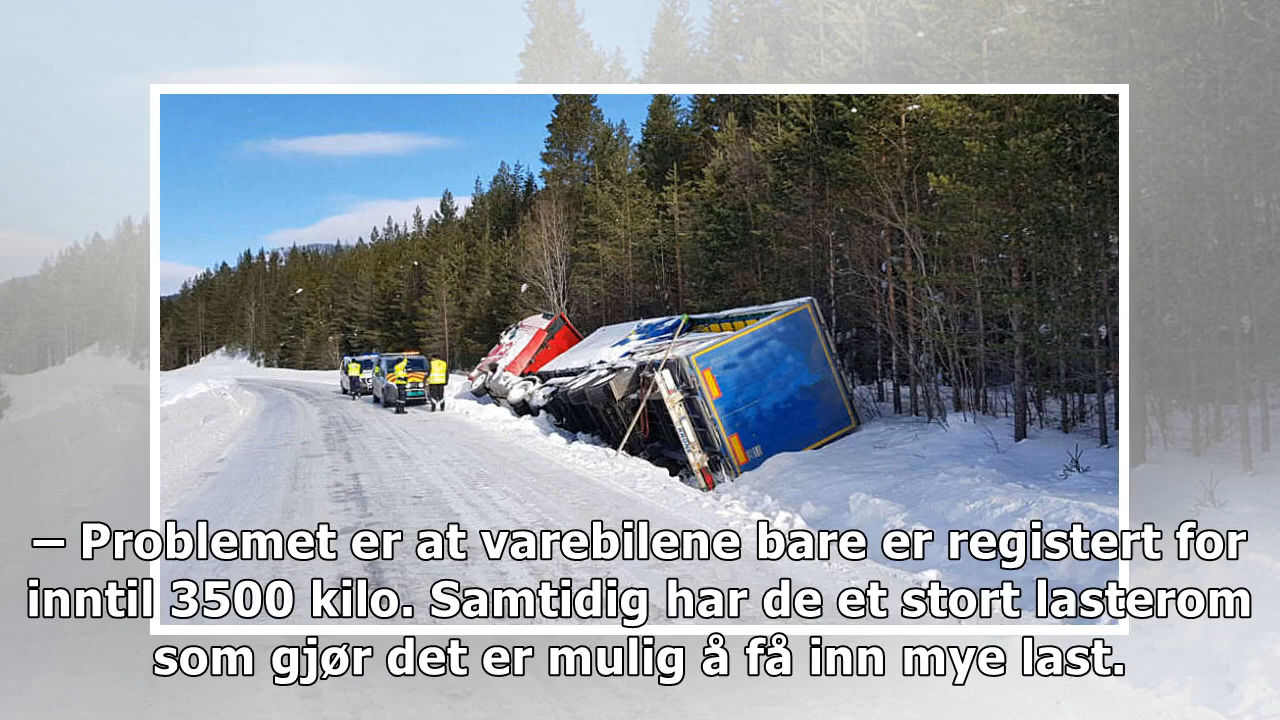 – Problemet er at varebilene bare er registert for
inntil 3500 kilo. Samtidig har de et stort lasterom
som gjør det er mulig å få inn mye last.